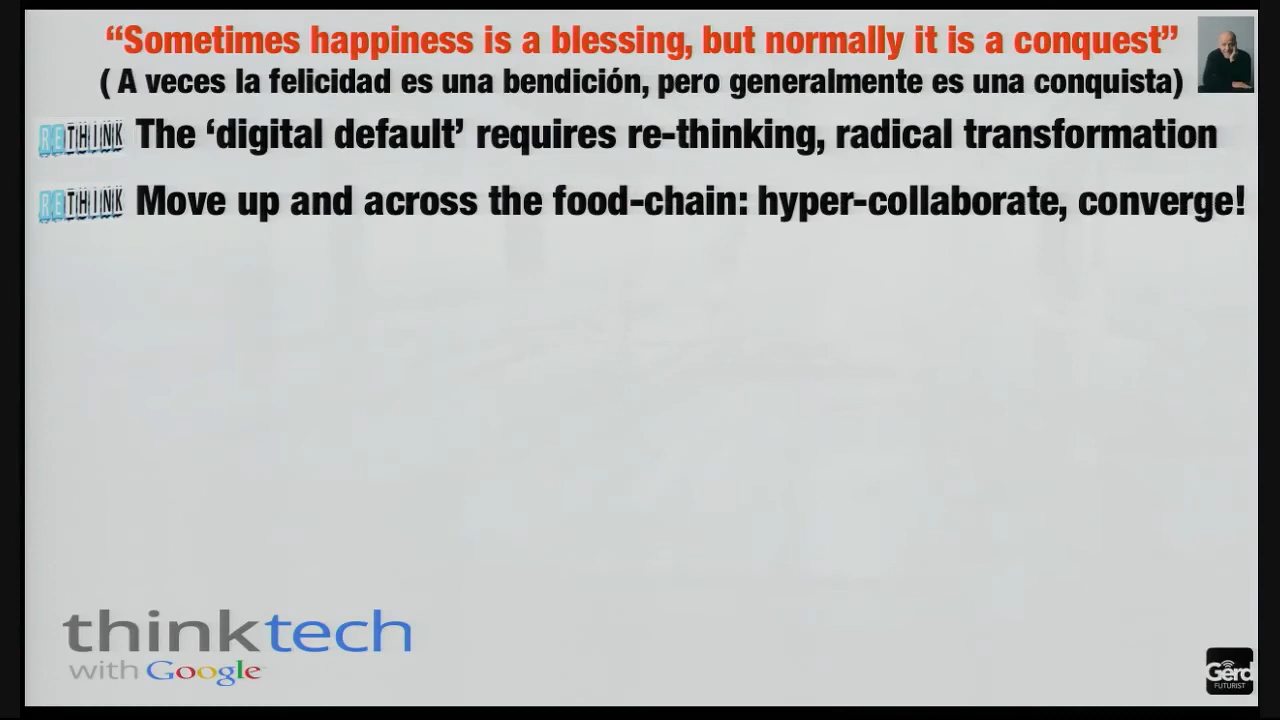 “Sometimes happiness is a blessing, but normally it is a conquest”
( A veces la felicidad es una bendición, pero generalmente es una conquista)
RETHINK The ‘digital default’ requires re-thinking, radical transformation
RETHINK Move up and across the food-chain: hyper-collaborate, converge!
thinktech
with Google
Gerd
FUTURIST